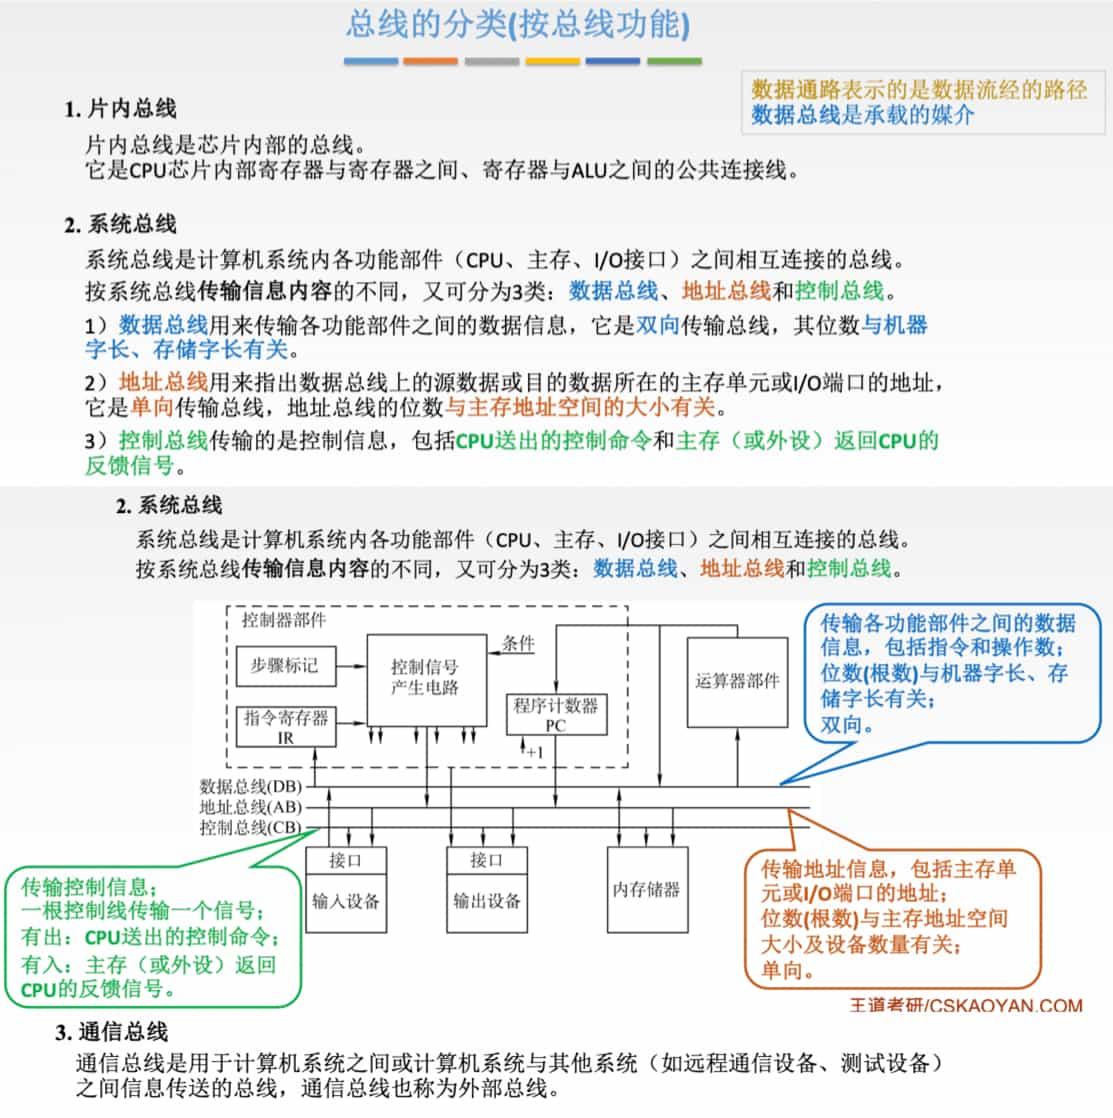 总线的分类(按总线功能)
数据通路表示的是数据流经的路径
数据总线是承载的媒介
1. 片内总线
片内总线是芯片内部的总线。
它是CPU芯片内部寄存器与寄存器之间、寄存器与ALU之间的公共连接线。
2. 系统总线
系统总线是计算机系统内各功能部件（CPU、主存、I/O接口）之间相互连接的总线。
按系统总线传输信息内容的不同，又可分为3类：数据总线、地址总线和控制总线。
1）数据总线用来传输各功能部件之间的数据信息，它是双向传输总线，其位数与机器
字长、存储字长有关。
2）地址总线用来指出数据总线上的源数据或目的数据所在的主存单元或I/O端口的地址，
它是单向传输总线，地址总线的位数与主存地址空间的大小有关。
3）控制总线传输的是控制信息，包括CPU送出的控制命令和主存（或外设）返回CPU的
反馈信号。
2. 系统总线
系统总线是计算机系统内各功能部件（CPU、主存、I/O接口）之间相互连接的总线。
按系统总线传输信息内容的不同，又可分为3类：数据总线、地址总线和控制总线。
控制器部件
步骤标记
控制信号
产生电路
条件
指令寄存器
IR
程序计数器
PC
+1
运算器部件
传输各功能部件之间的数据
信息，包括指令和操作数；
位数(根数)与机器字长、存
储字长有关；
双向。
数据总线(DB)
地址总线(AB)
控制总线(CB)
接口
输入设备
接口
输出设备
内存储器
传输控制信息；
一根控制线传输一个信号；
有出：CPU送出的控制命令；
有入：主存（或外设）返回
CPU的反馈信号。
传输地址信息，包括主存单
元或I/O端口的地址；
位数(根数)与主存地址空间
大小及设备数量有关；
单向。
王道考研/CSKAOYAN.COM
3. 通信总线
通信总线是用于计算机系统之间或计算机系统与其他系统（如远程通信设备、测试设备）
之间信息传送的总线，通信总线也称为外部总线。